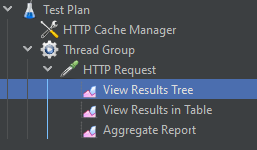 Test Plan
HTTP Cache Manager
Thread Group
HTTP Request
View Results Tree
View Results in Table
Aggregate Report